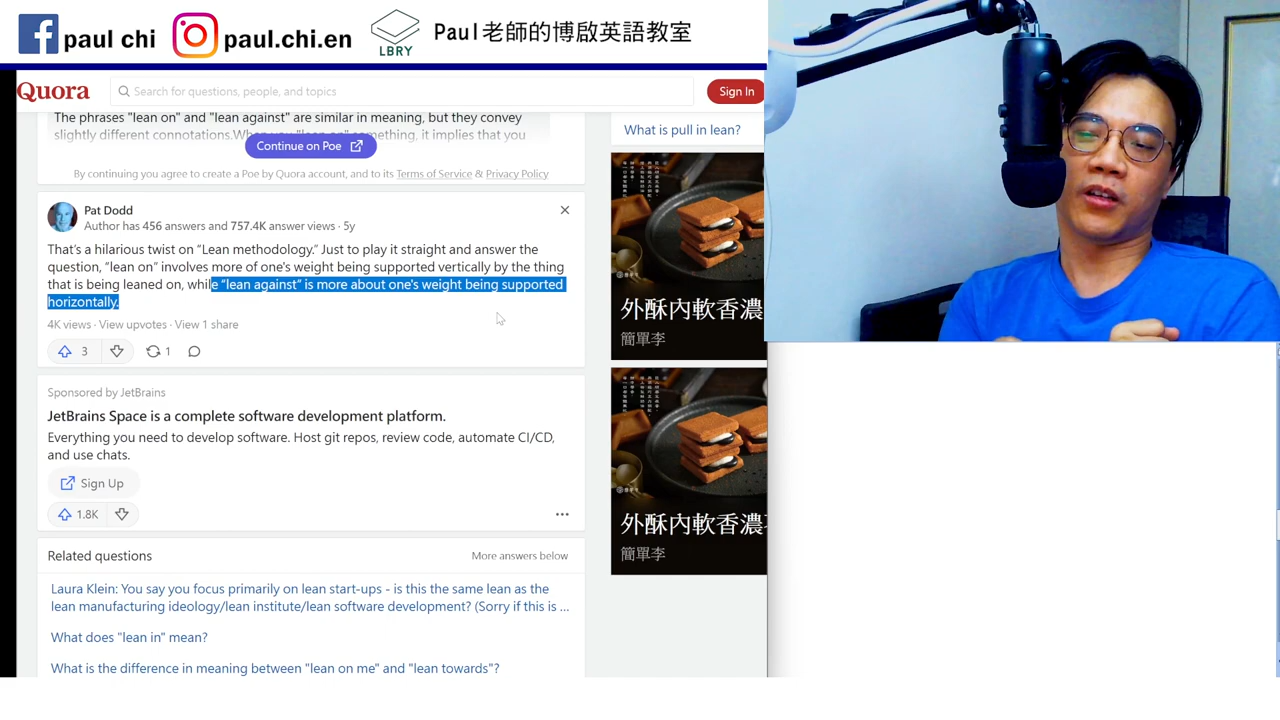 paul chi
paul.chi.en
LBRY
Paul老師的博啟英語教室
Quora
Search for questions, people, and topics
Sign In
The phrases "lean on" and "lean against" are similar in meaning, but they convey
slightly different connotations.When you "lean on" something, it implies that you
Continue on Poe
By continuing you agree to create a Poe by Quora account, and to its Terms of Service & Privacy Policy
Pat Dodd
Author has 456 answers and 757.4K answer views · 5y
That's a hilarious twist on "Lean methodology." Just to play it straight and answer the
question, "lean on" involves more of one's weight being supported vertically by the thing
that is being leaned on, while "lean against" is more about one's weight being supported
horizontally.
4K views · View upvotes · View 1 share
3
1
Sponsored by JetBrains
JetBrains Space is a complete software development platform.
Everything you need to develop software. Host git repos, review code, automate CI/CD,
and use chats.
Sign Up
1.8K
Related questions
More answers below
Laura Klein: You say you focus primarily on lean start-ups - is this the same lean as the
lean manufacturing ideology/lean institute/lean software development? (Sorry if this is ...
What does "lean in" mean?
What is the difference in meaning between "lean on me" and "lean towards"?
What is pull in lean?
外酥內軟香濃
簡單李
外酥內軟香濃
簡單李